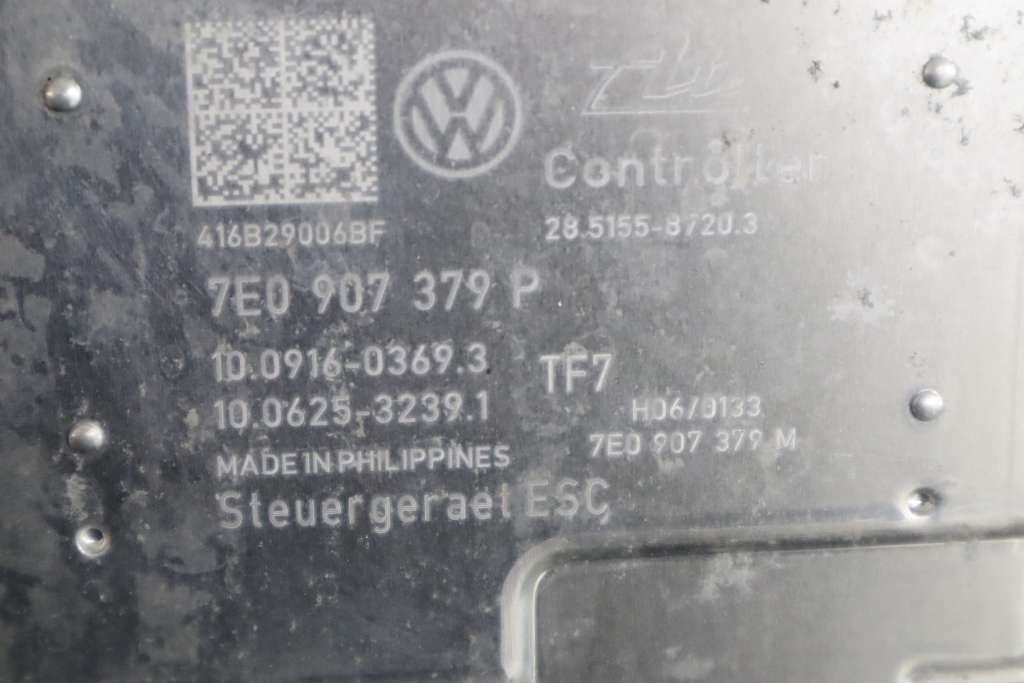 Controller
416B29006BF
28.5155-8720.3
7E0 907 379 P
10.0916-0369.3
TF7
10.0625-3239.1
H06/0133
7E0 907 379 M
MADE IN PHILIPPINES
Steuergeraet ESC